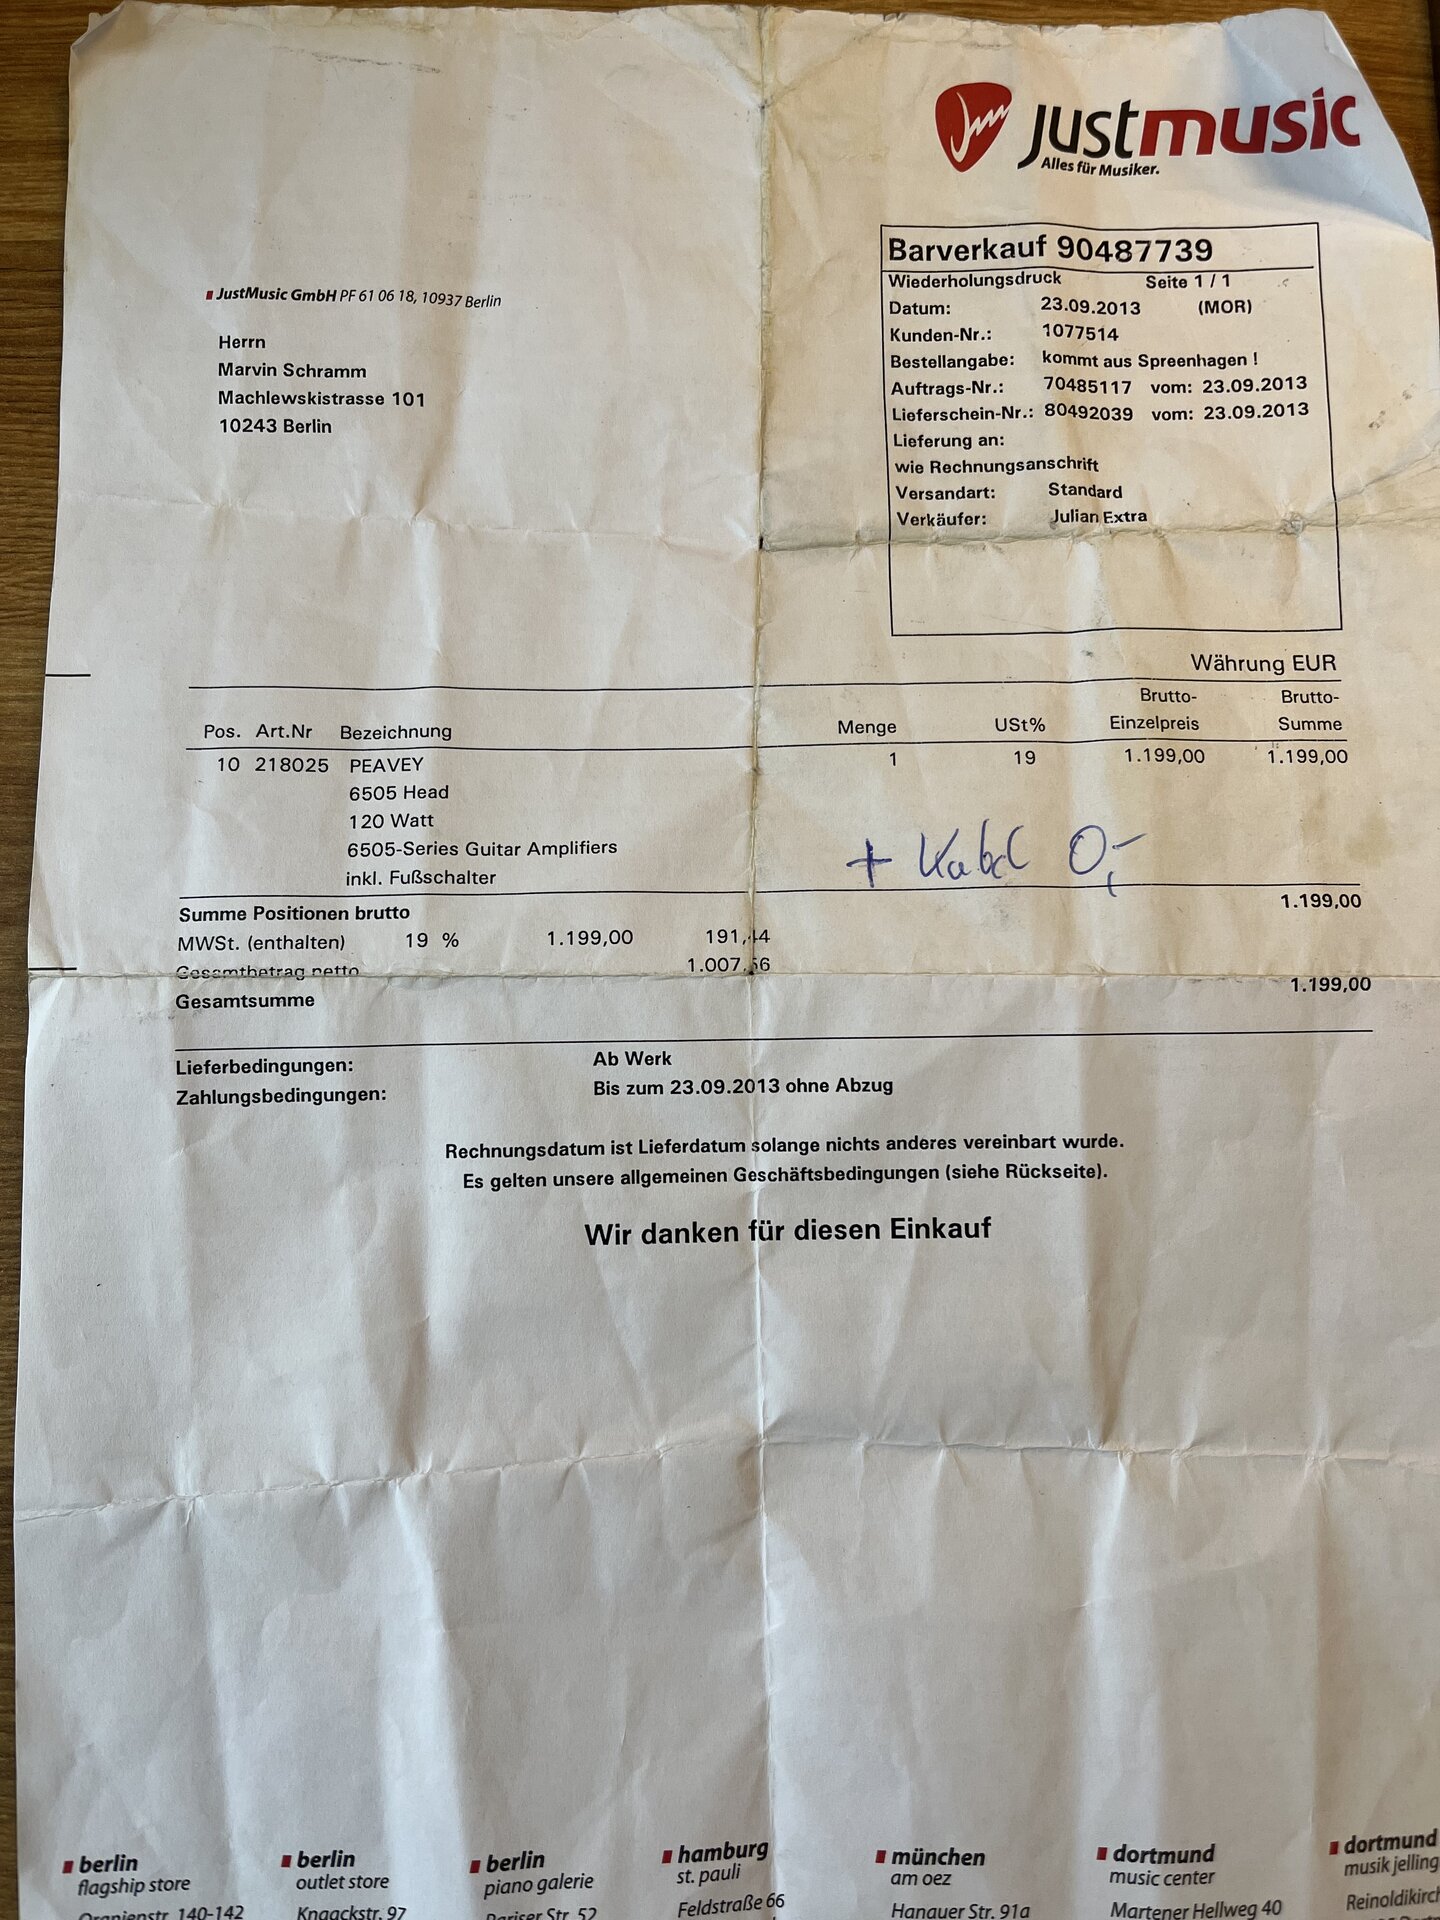 justmusic
Alles für Musiker.
Barverkauf 90487739
Wiederholungsdruck Seite 1 / 1
Datum: 23.09.2013 (MOR)
Kunden-Nr.: 1077514
Bestellangabe: kommt aus Spreenhagen !
Auftrags-Nr.: 70485117 vom: 23.09.2013
Lieferschein-Nr.: 80492039 vom: 23.09.2013
Lieferung an:
wie Rechnungsanschrift
Versandart: Standard
Verkäufer: Julian Extra
JustMusic GmbH PF 61 06 18, 10937 Berlin
Herrn
Marvin Schramm
Machlewskistrasse 101
10243 Berlin
Währung EUR
Pos. Art.Nr Bezeichnung Menge USt% Brutto-Einzelpreis Brutto-Summe
10 218025 PEAVEY 1 19 1.199,00 1.199,00
6505 Head
120 Watt
6505-Series Guitar Amplifiers
inkl. Fußschalter
+ Kabel 0,-
Summe Positionen brutto 1.199,00
MWSt. (enthalten) 19 % 1.199,00 191,44
Gesamtbetrag netto 1.007,56
Gesamtsumme 1.199,00
Lieferbedingungen: Ab Werk
Zahlungsbedingungen: Bis zum 23.09.2013 ohne Abzug
Rechnungsdatum ist Lieferdatum solange nichts anderes vereinbart wurde.
Es gelten unsere allgemeinen Geschäftsbedingungen (siehe Rückseite).
Wir danken für diesen Einkauf
berlin
flagship store
Oranienstr. 140-142
berlin
outlet store
Knaackstr. 97
berlin
piano galerie
Pariser Str. 52
hamburg
st. pauli
Feldstraße 66
münchen
am oez
Hanauer Str. 91a
dortmund
music center
Martener Hellweg 40
dortmund
musik jelling
Reinoldikirch